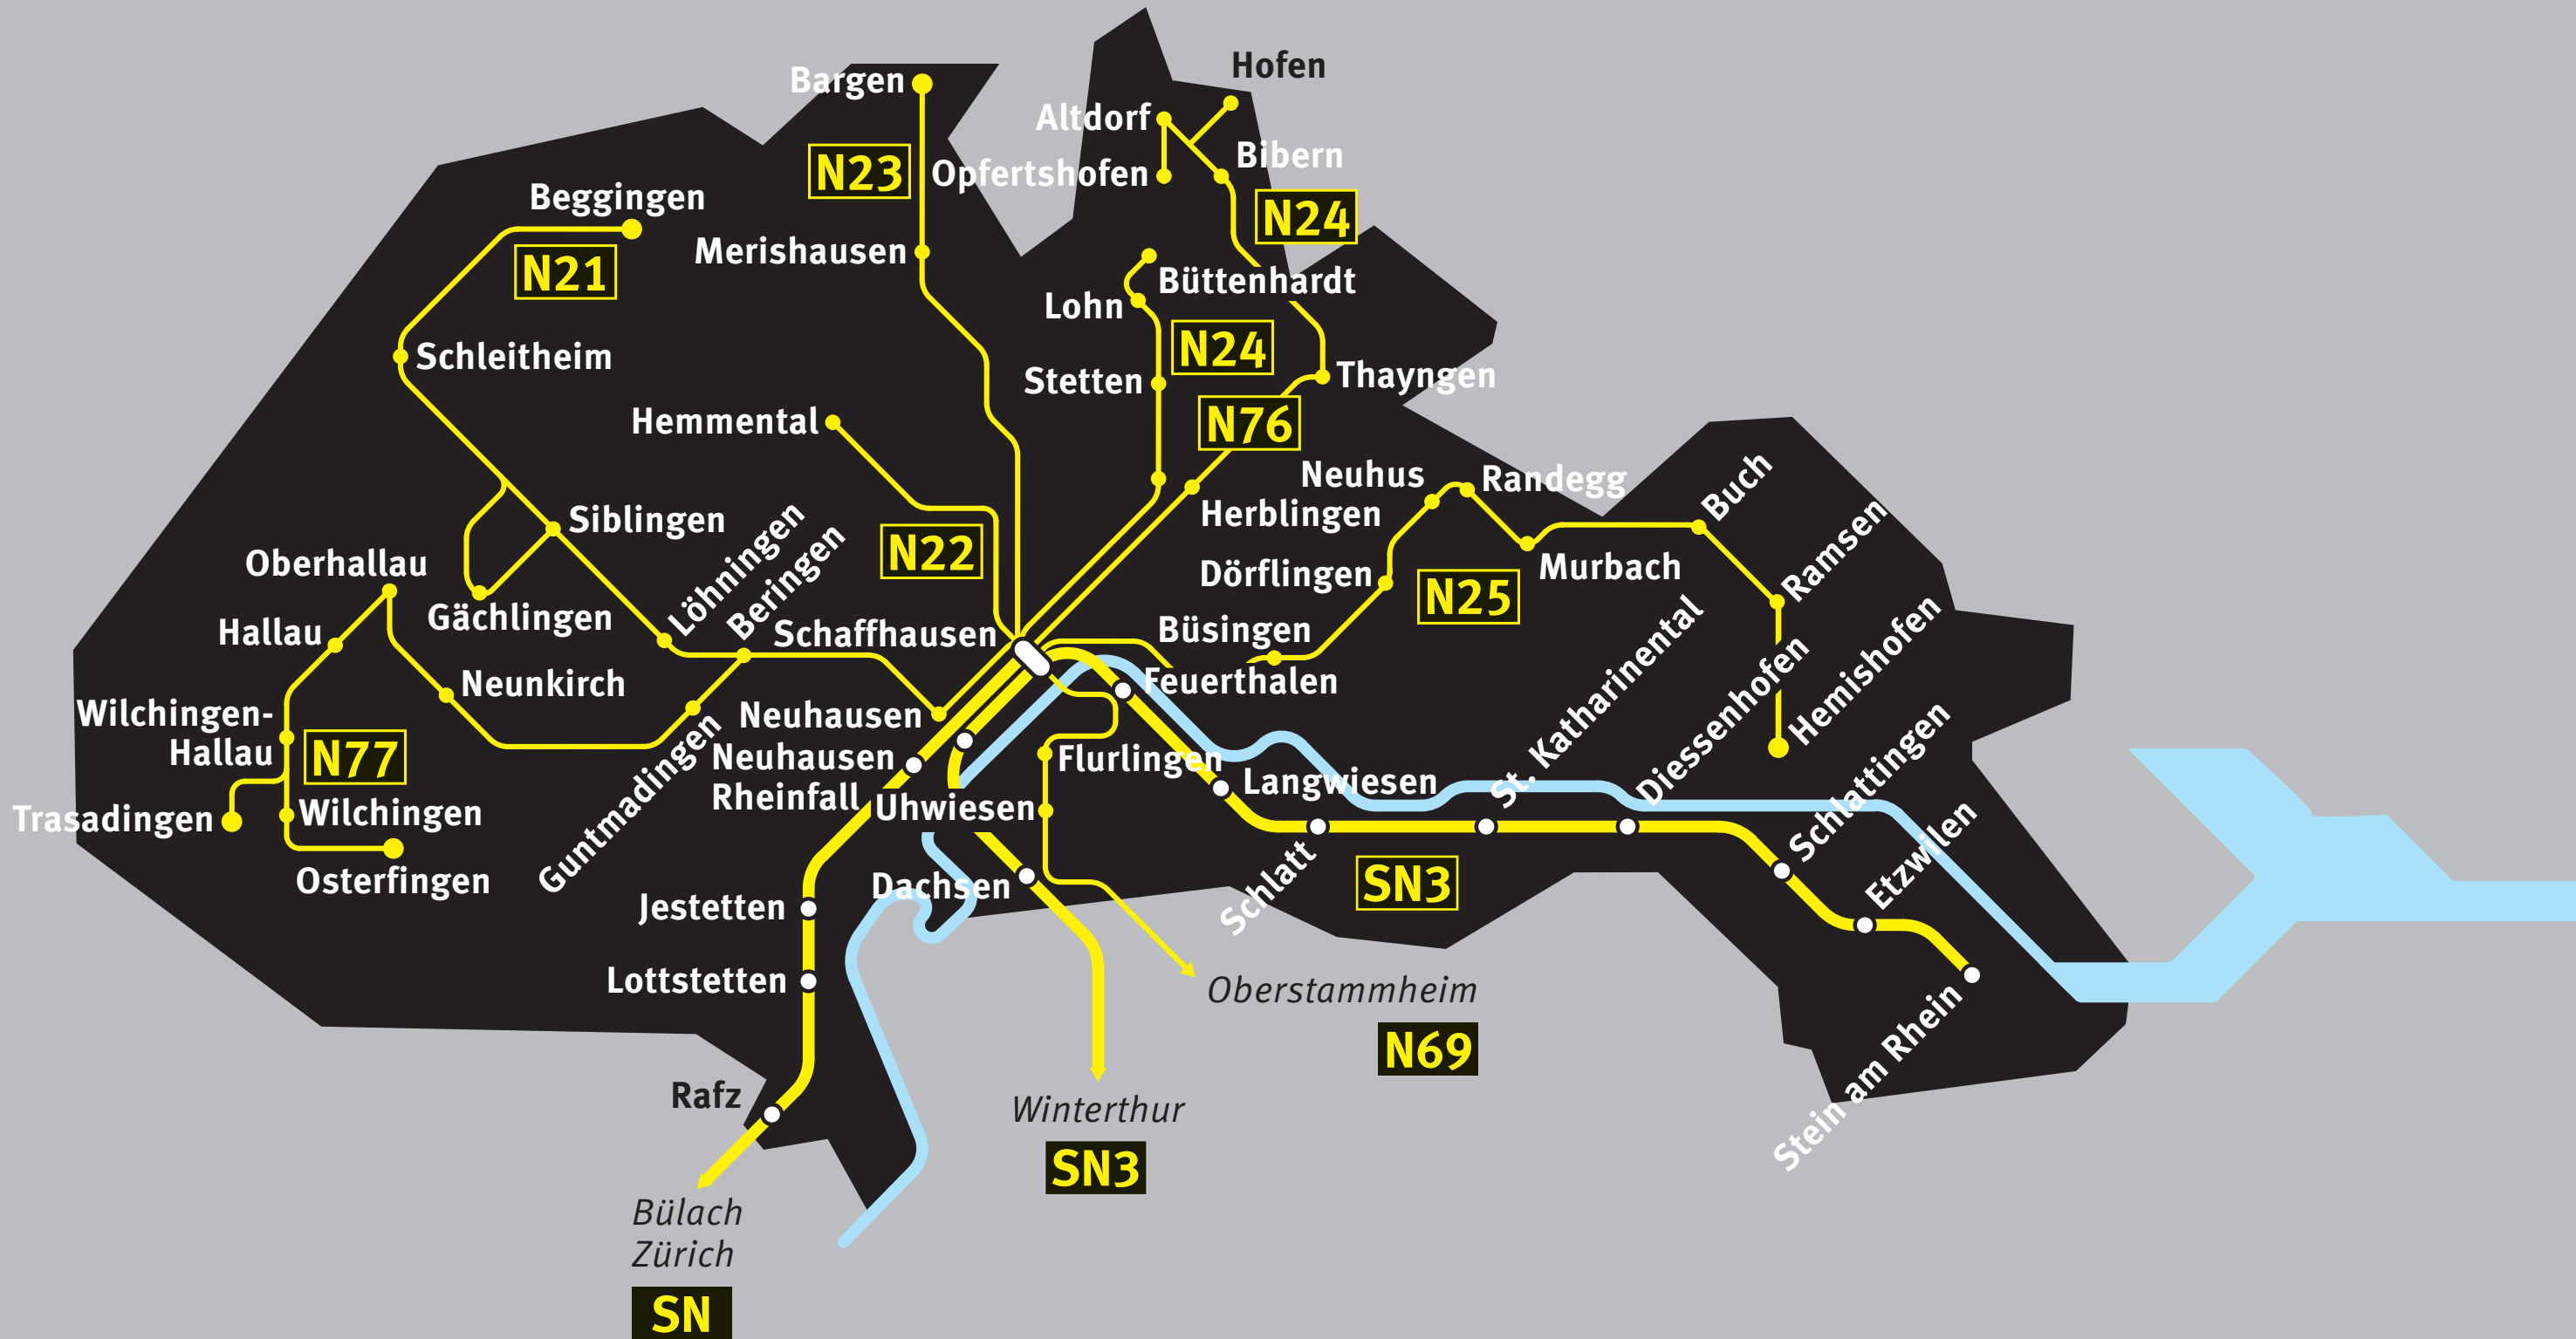 Hofen
Bargen
Altdorf
Bibern
N23
Opfertshofen
Beggingen
N24
Merishausen
N21
Büttenhardt
Lohn
N24
Schleitheim
Stetten
Thayngen
Hemmental
N76
Neuhus
Randegg
Buch
Herblingen
Siblingen
Löhningen
Beringen
N22
Ramsen
Oberhallau
Dörflingen
Murbach
N25
Gächlingen
Hallau
Schaffhausen
Büsingen
St. Katharinental
Diessenhofen
Hemishofen
Neunkirch
Feuerthalen
Wilchingen-
Hallau
N77
Guntmadingen
Neuhausen
Neuhausen
Rheinfall
Flurlingen
Langwiesen
Schlattingen
Trasadingen
Wilchingen
Uhwiesen
Etzwilen
Osterfingen
Dachsen
Schlatt
SN3
Jestetten
Lottstetten
Oberstammheim
N69
Stein am Rhein
Rafz
Winterthur
SN3
Bülach
Zürich
SN